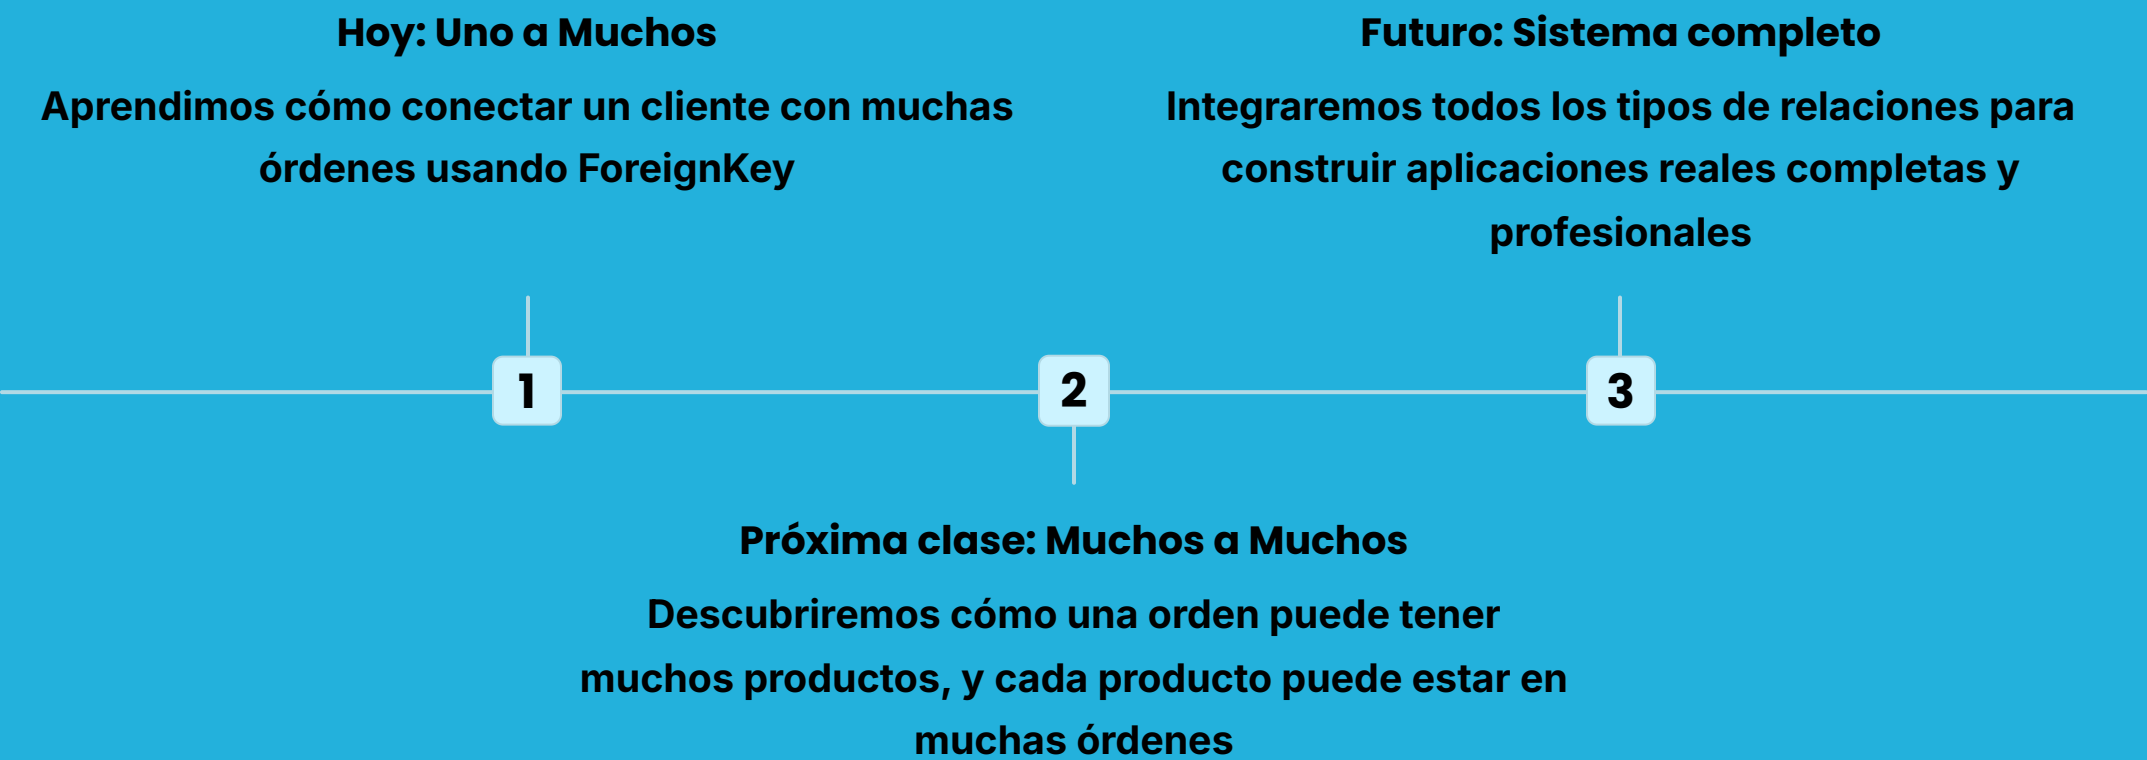 Hoy: Uno a Muchos
Aprendimos cómo conectar un cliente con muchas
órdenes usando ForeignKey
Futuro: Sistema completo
Integraremos todos los tipos de relaciones para
construir aplicaciones reales completas y
profesionales
1
2
3
Próxima clase: Muchos a Muchos
Descubriremos cómo una orden puede tener
muchos productos, y cada producto puede estar en
muchas órdenes